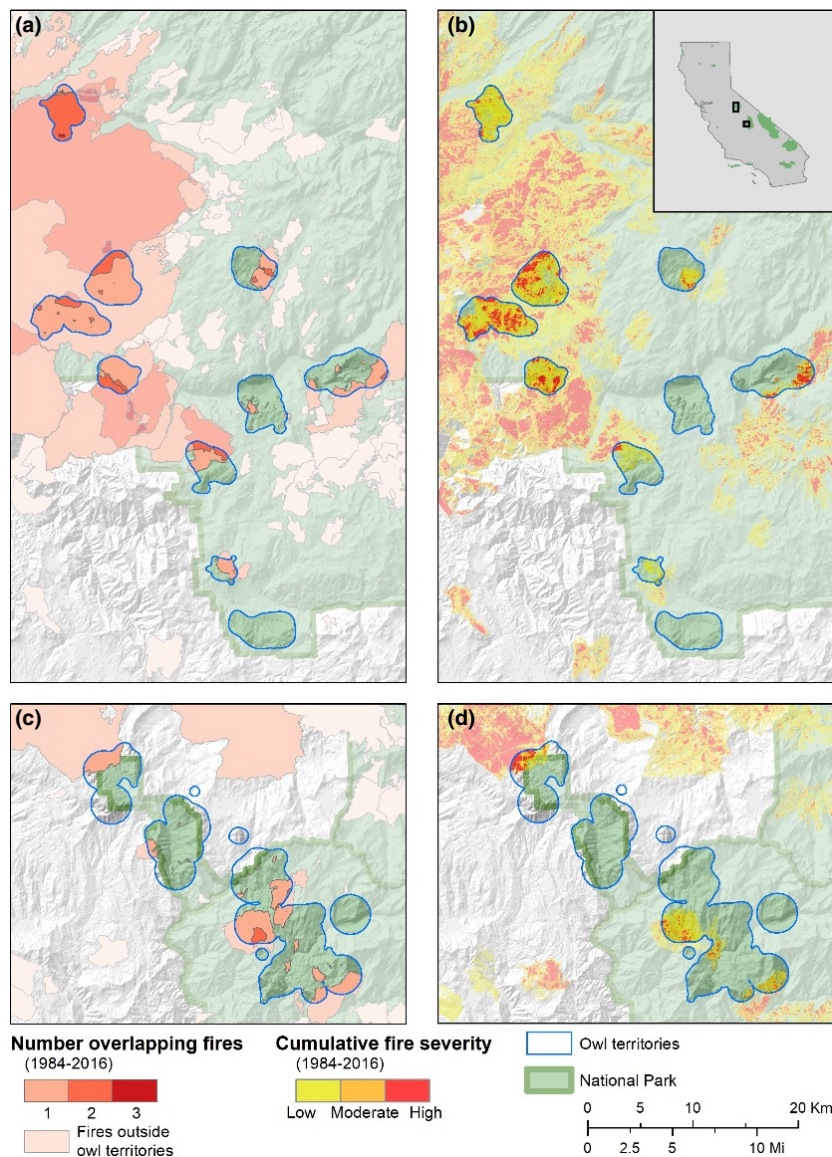 (a)
(b)
(c)
(d)
Number overlapping fires
(1984-2016)
1 2 3
Fires outside
owl territories
Cumulative fire severity
(1984-2016)
Low Moderate High
Owl territories
National Park
0 5 10 20 Km
0 2.5 5 10 Mi